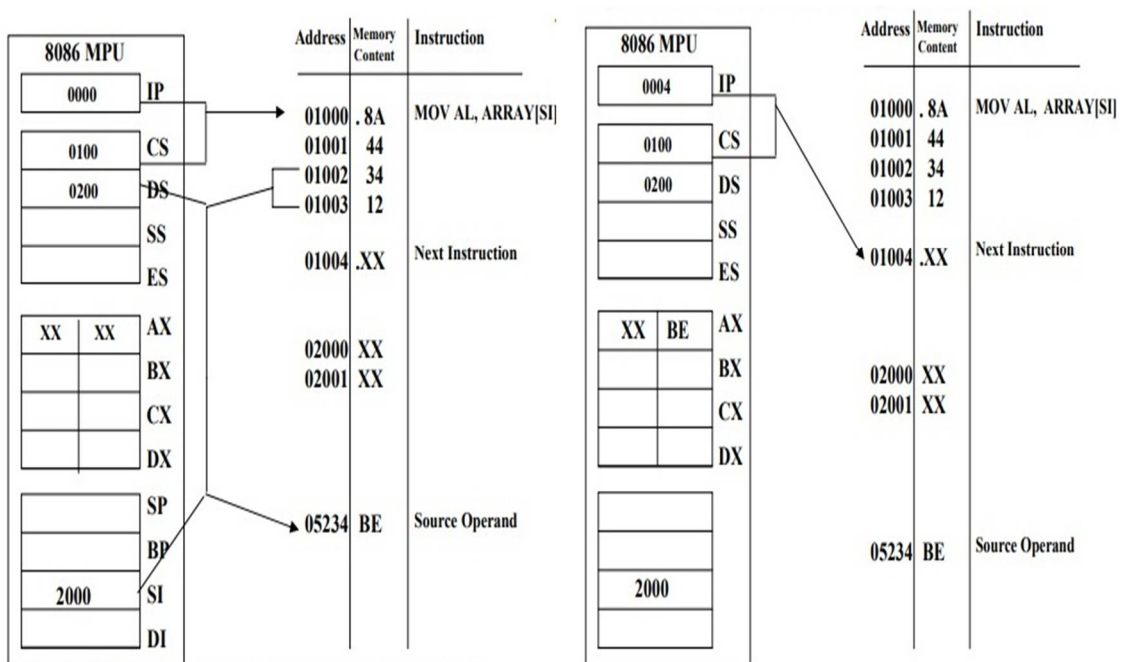 8086 MPU
0000 IP
0100 CS
0200 DS
SS
ES
XX XX AX
BX
CX
DX
SP
BP
2000 SI
DI
Address Memory Content Instruction
01000 . 8A MOV AL, ARRAY[SI]
01001 44
01002 34
01003 12
01004 .XX Next Instruction
02000 XX
02001 XX
05234 BE Source Operand
8086 MPU
0004 IP
0100 CS
0200 DS
SS
ES
XX BE AX
BX
CX
DX
2000
Address Memory Content Instruction
01000 . 8A MOV AL, ARRAY[SI]
01001 44
01002 34
01003 12
01004 .XX Next Instruction
02000 XX
02001 XX
05234 BE Source Operand